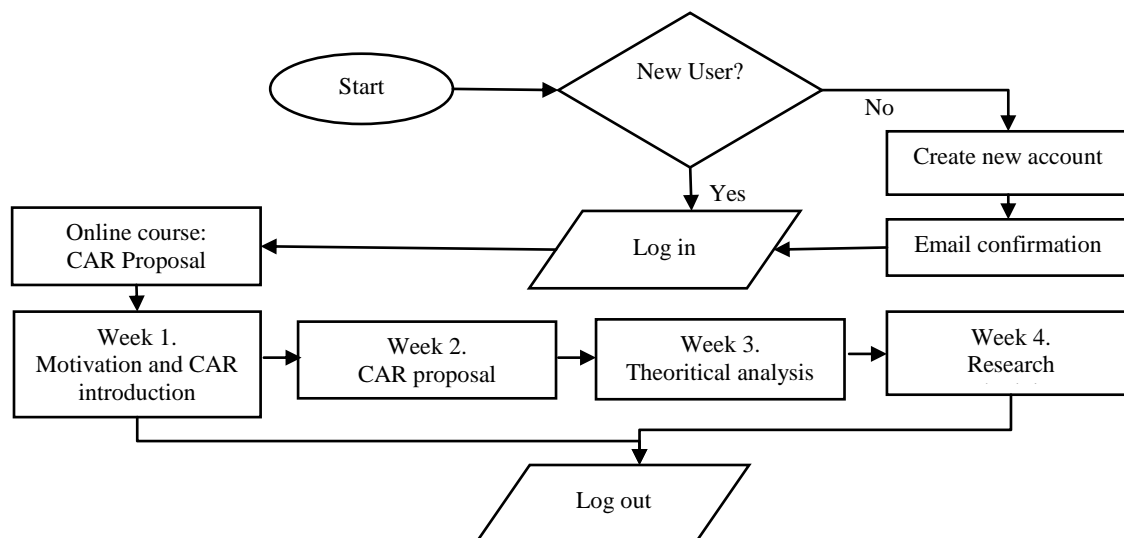 Start
New User?
No
Create new account
Yes
Email confirmation
Log in
Online course:
CAR Proposal
Week 1.
Motivation and CAR
introduction
Week 2.
CAR proposal
Week 3.
Theoritical analysis
Week 4.
Research
Log out